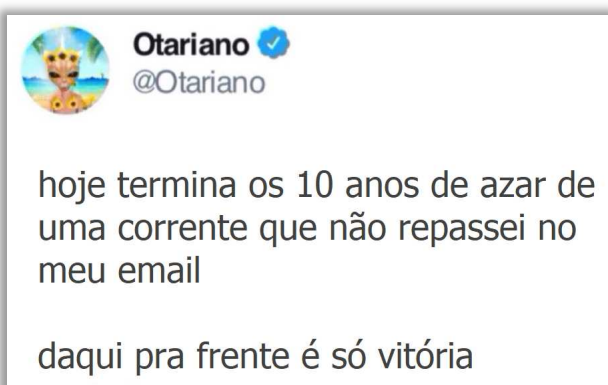 Otariano
@Otariano
hoje termina os 10 anos de azar de
uma corrente que não repassei no
meu email
daqui pra frente é só vitória